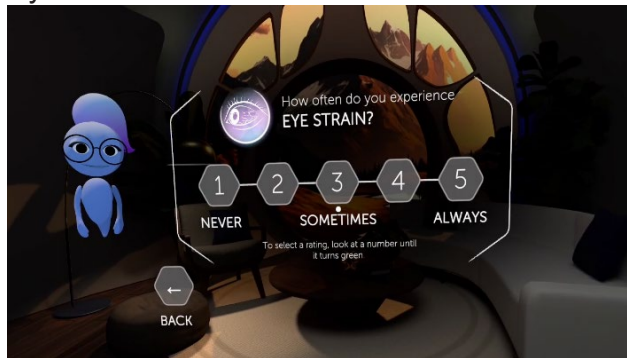 How often do you experience
EYE STRAIN?
1 2 3 4 5
NEVER SOMETIMES ALWAYS
To select a rating, look at a number until
it turns green
←
BACK